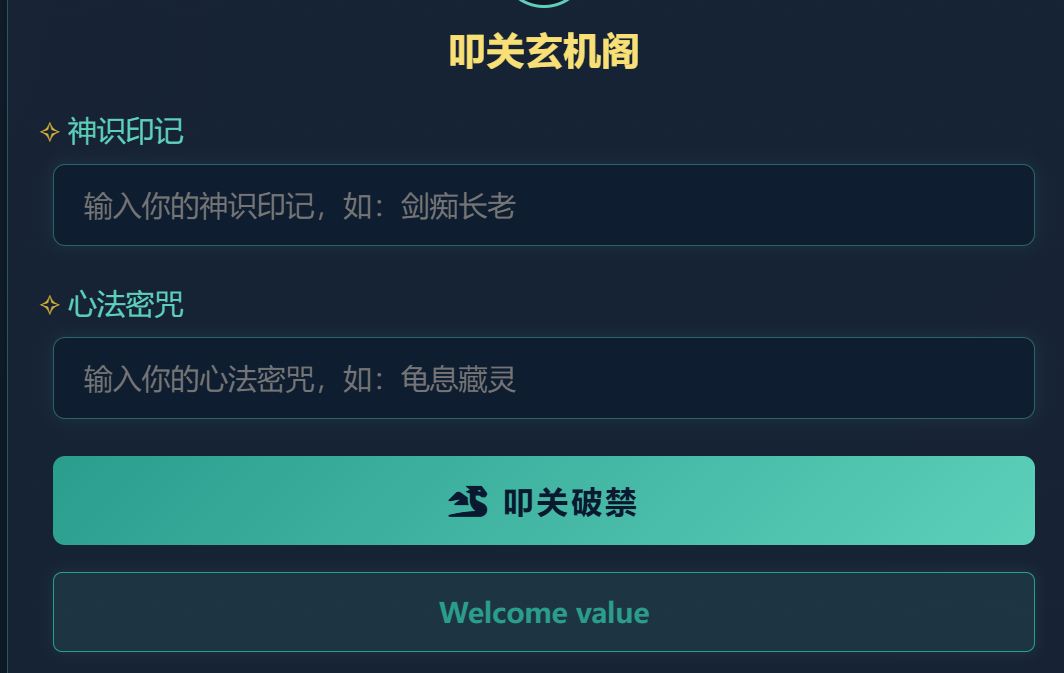 叩关玄机阁
神识印记
输入你的神识印记，如：剑痴长老
心法密咒
输入你的心法密咒，如：龟息藏灵
叩关破禁
Welcome value